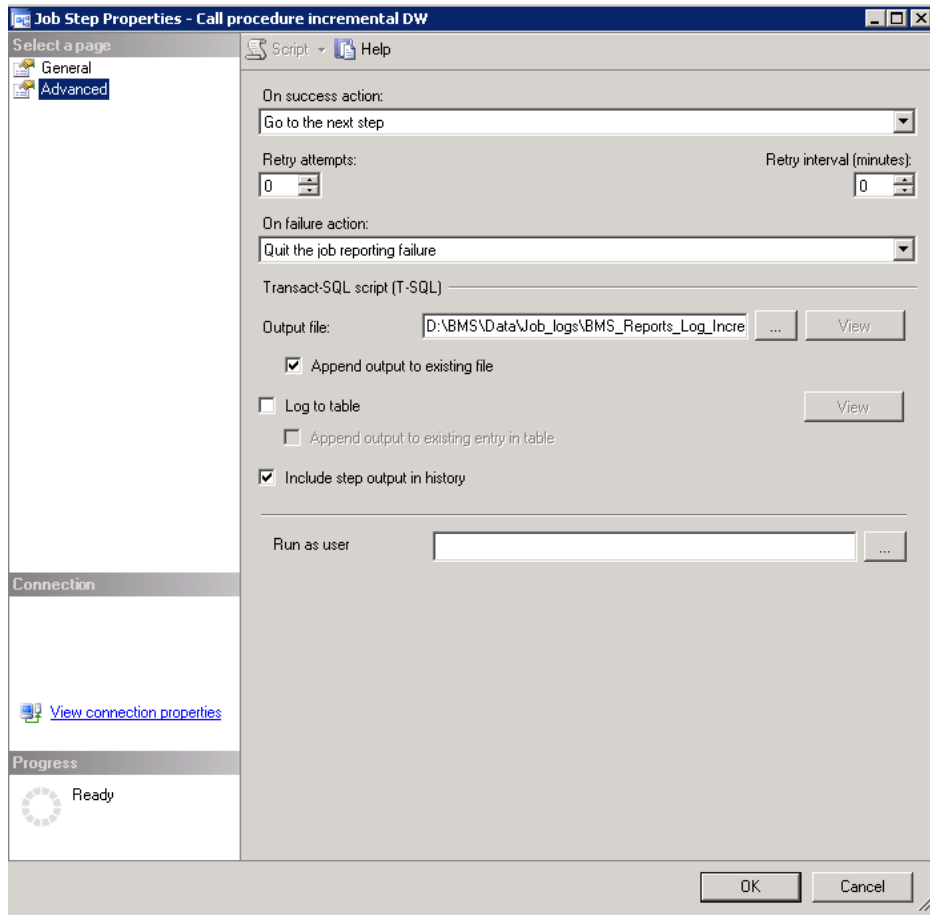 Job Step Properties - Call procedure incremental DW
Select a page
General
Advanced
Script
Help
On success action:
Go to the next step
Retry attempts:
Retry interval (minutes):
0
0
On failure action:
Quit the job reporting failure
Transact-SQL script (T-SQL)
Output file:
D:\BMS\Data\Job_logs\BMS_Reports_Log_Incre
...
View
Append output to existing file
Log to table
View
Append output to existing entry in table
Include step output in history
Run as user
...
Connection
View connection properties
Progress
Ready
OK
Cancel